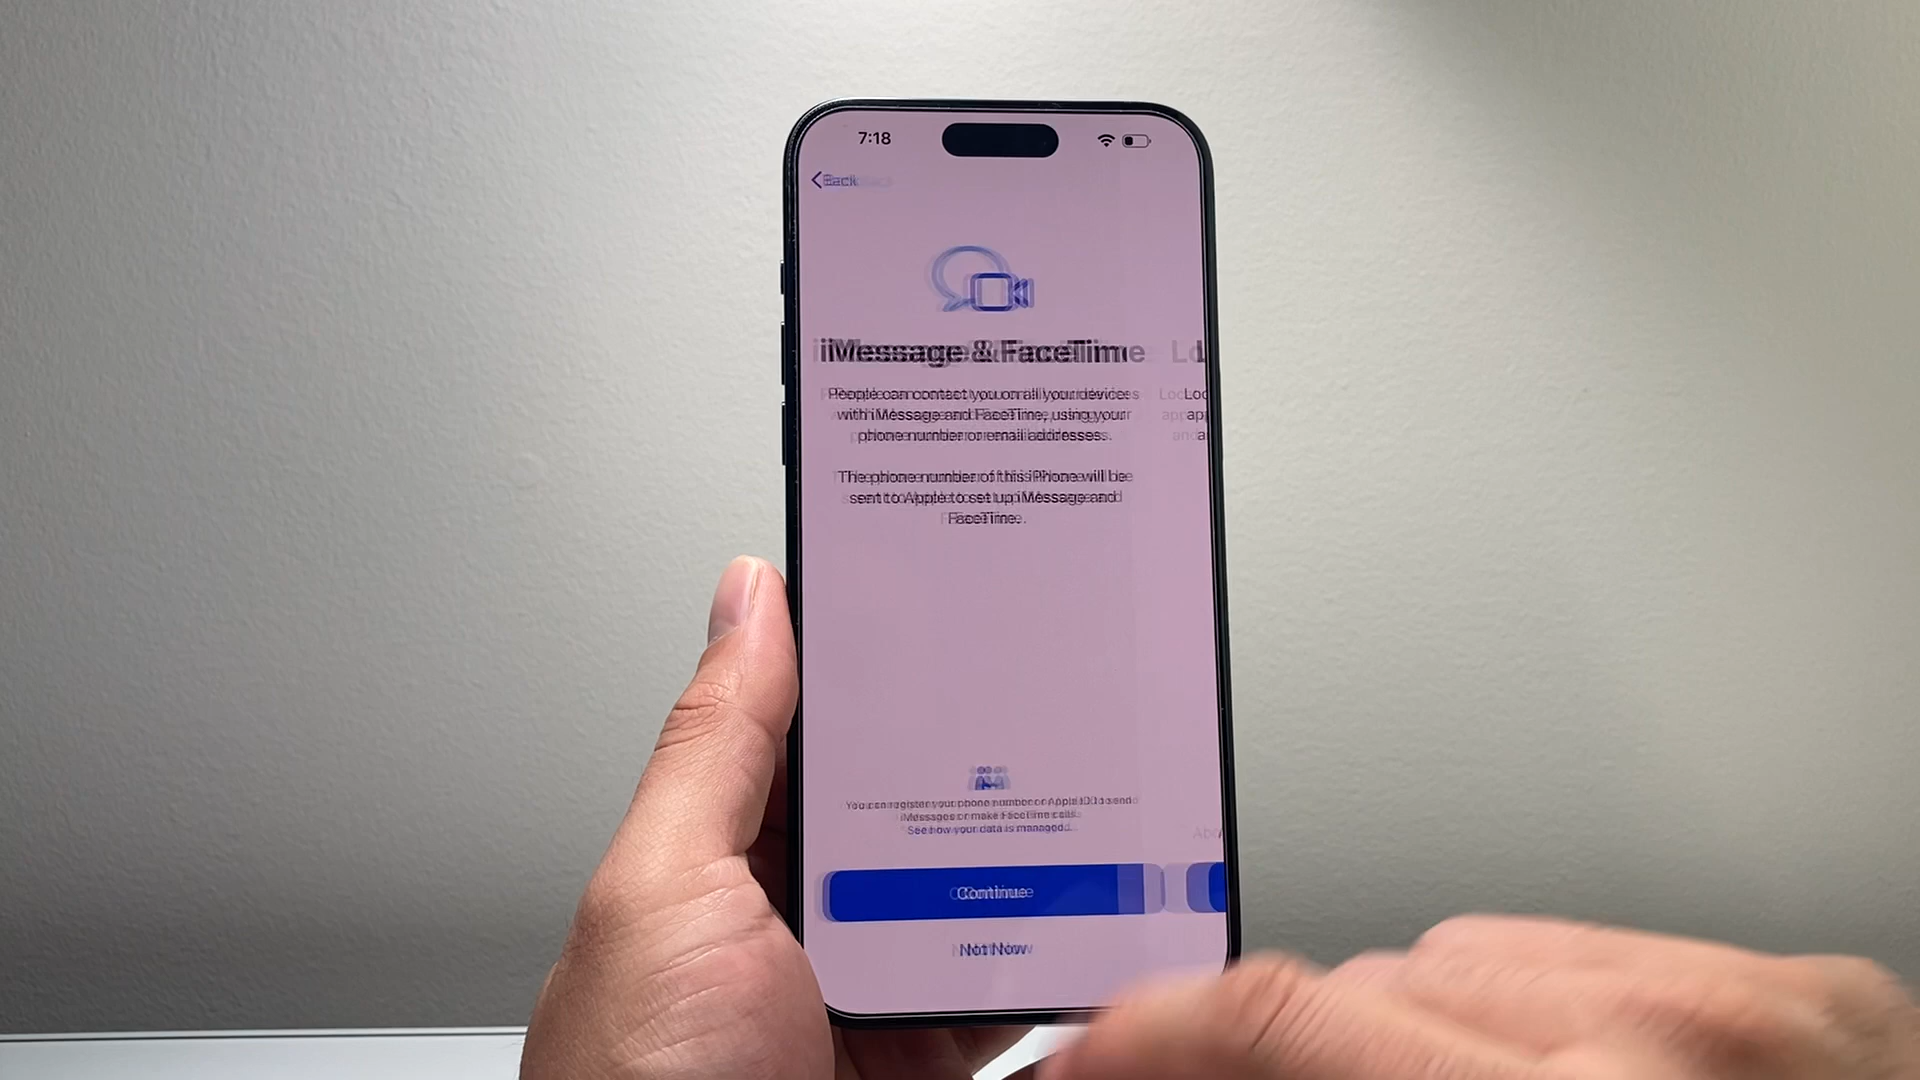 7:18
Back
iMessage & FaceTime
People can contact you on all your devices
with iMessage and FaceTime, using your
phone number or email addresses.
The phone number of this iPhone will be
sent to Apple to set up iMessage and
FaceTime.
You can register your phone number or Apple ID to send
iMessages or make FaceTime calls.
See how your data is managed...
Continue
Not Now